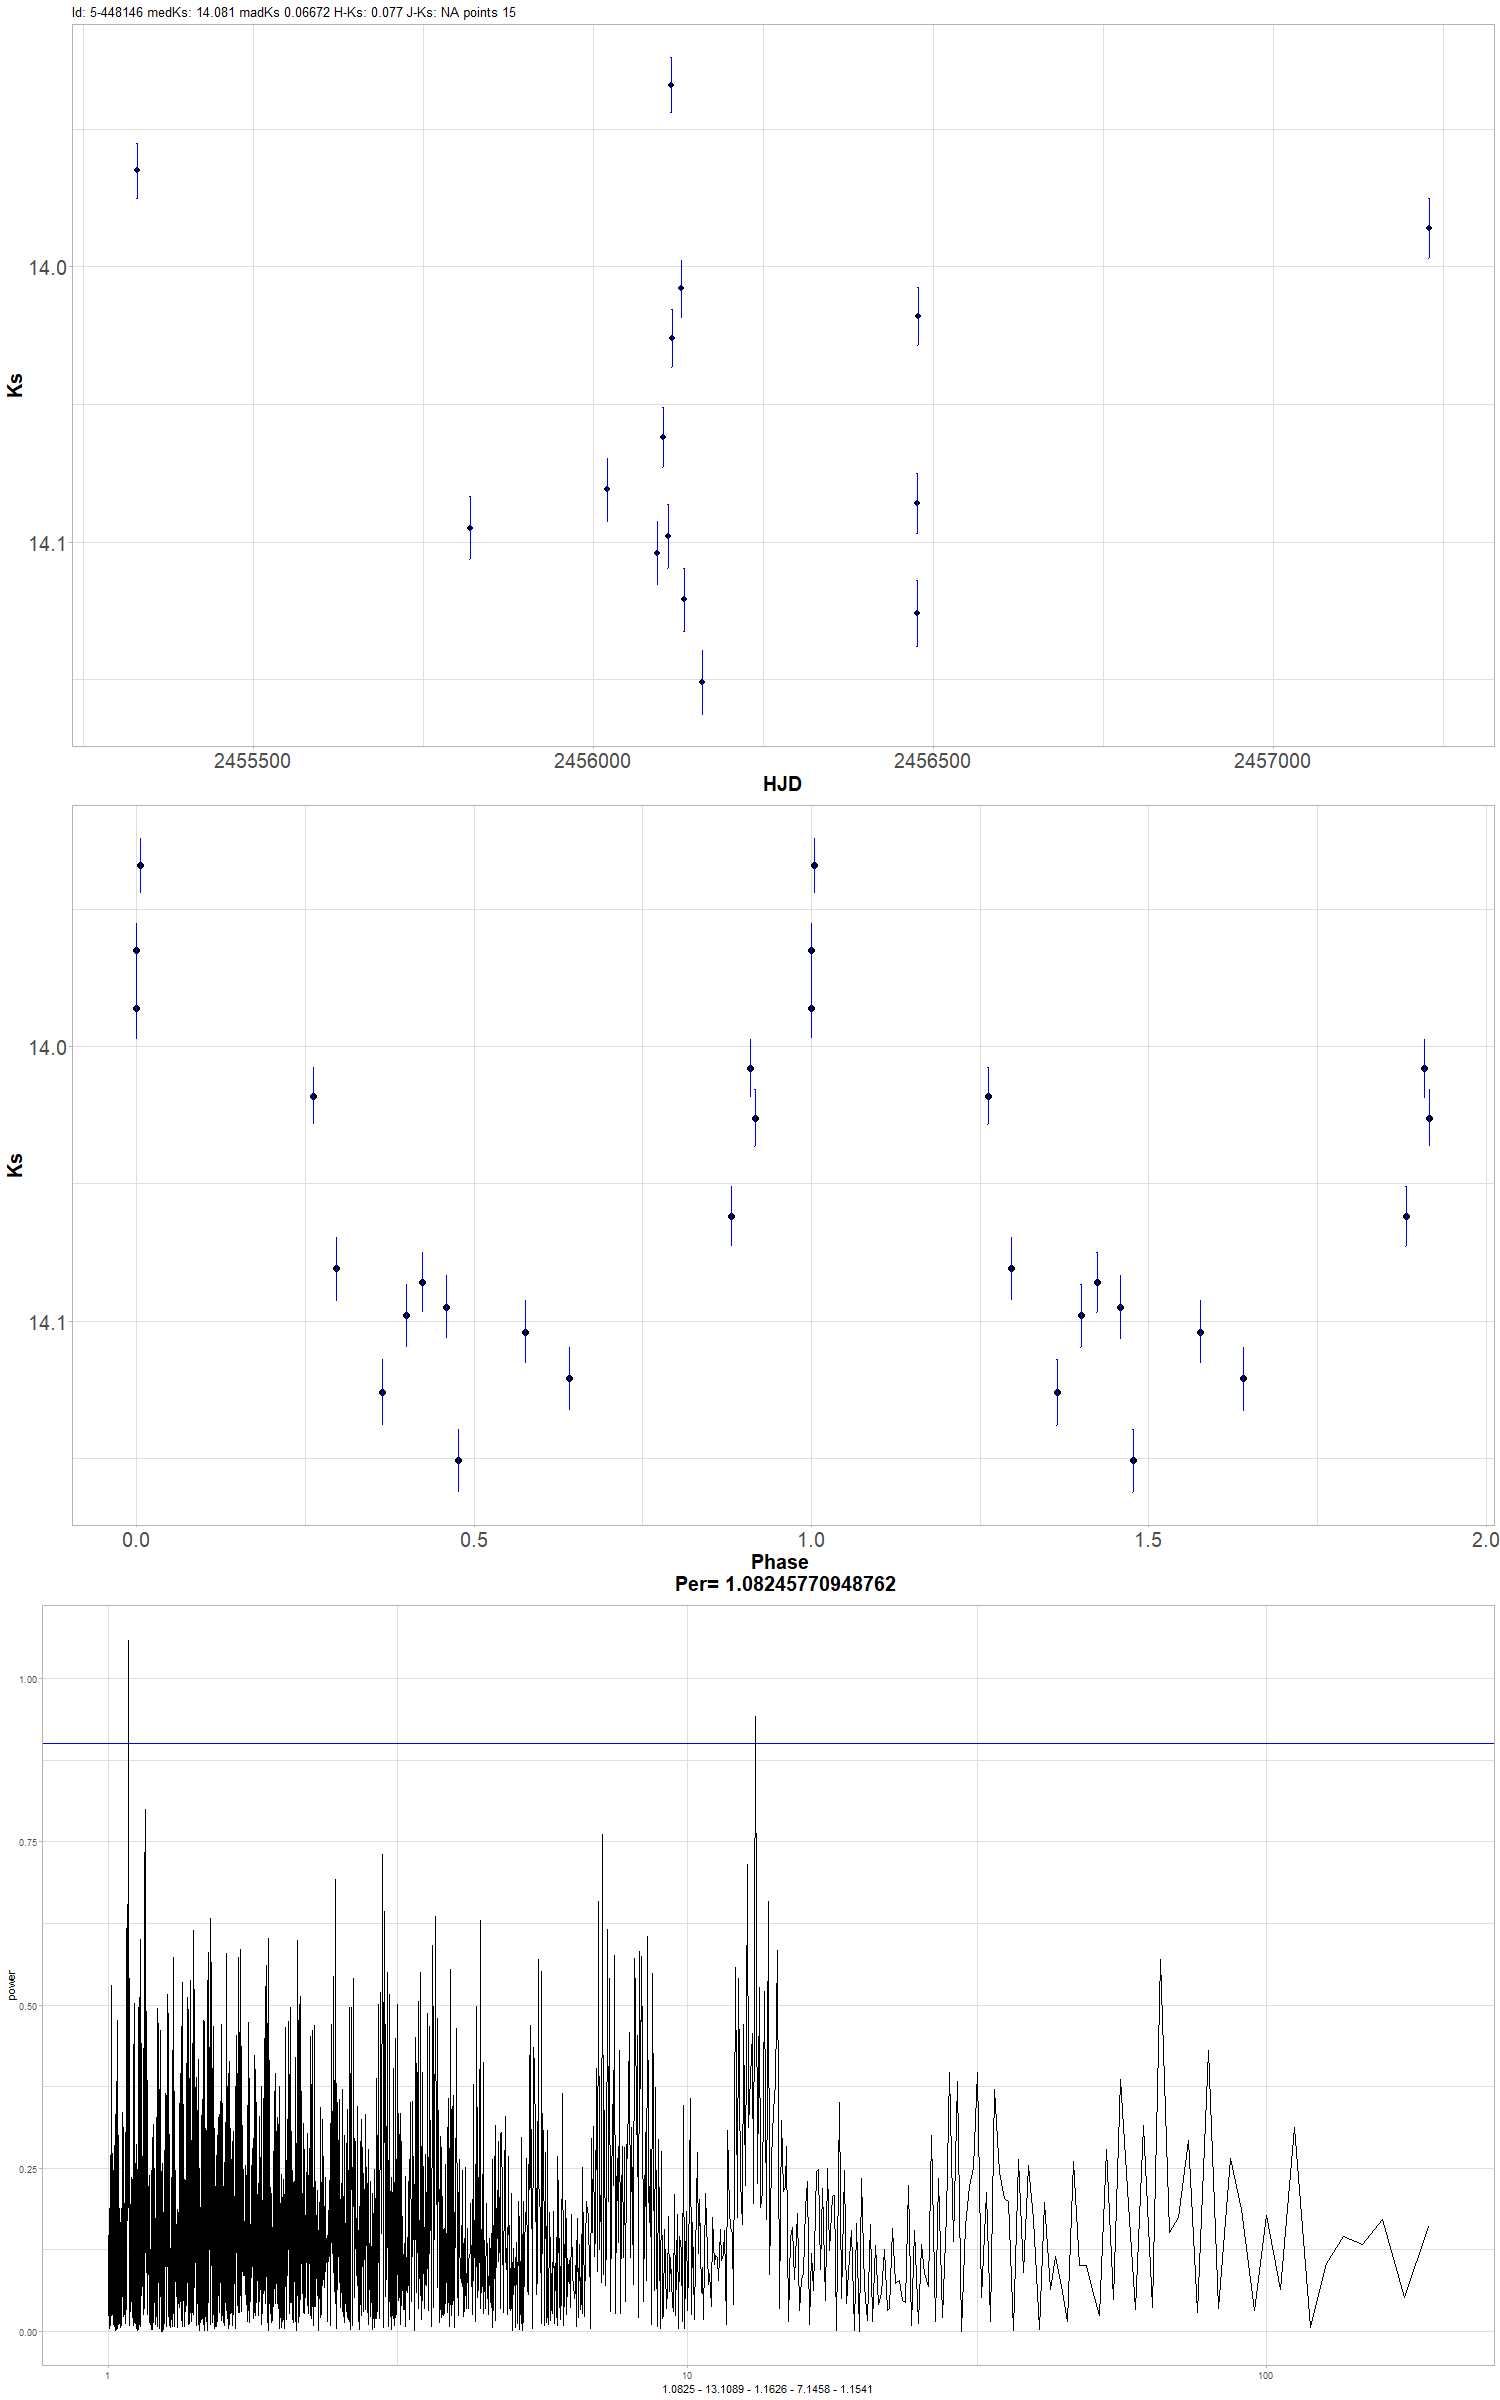 Id: 5-448146 medKs: 14.081 madKs 0.06672 H-Ks: 0.077 J-Ks: NA points 15
14.0
14.1
Ks
2455500 2456000 2456500 2457000
HJD
14.0
14.1
Ks
0.0 0.5 1.0 1.5 2.0
Phase
Per= 1.08245770948762
1.00
0.75
0.50
0.25
0.00
power
1 10 100
1.0825 - 13.1089 - 1.1626 - 7.1458 - 1.1541